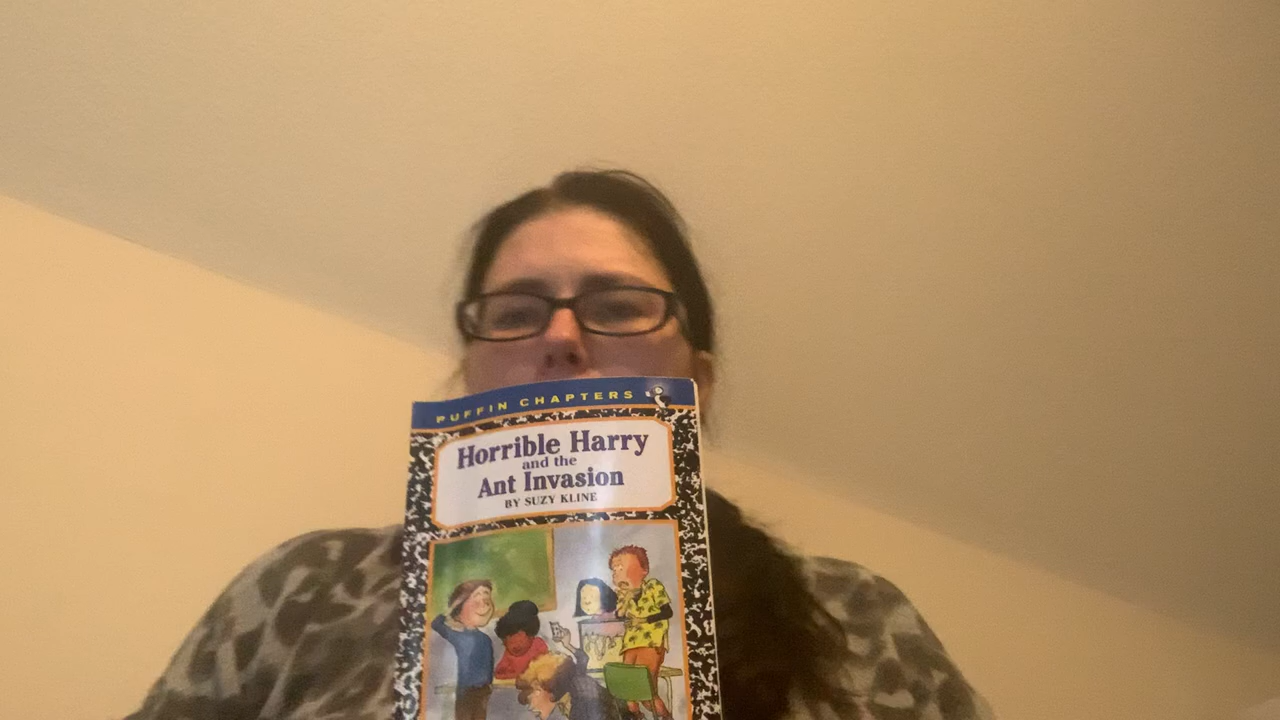 PUFFIN CHAPTERS
Horrible Harry
and the
Ant Invasion
BY SUZY KLINE